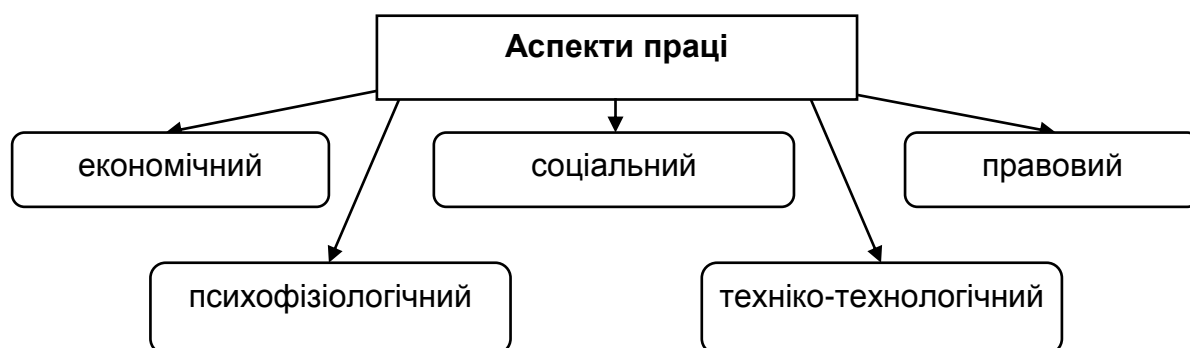 Аспекти праці
економічний
соціальний
правовий
психофізіологічний
техніко-технологічний